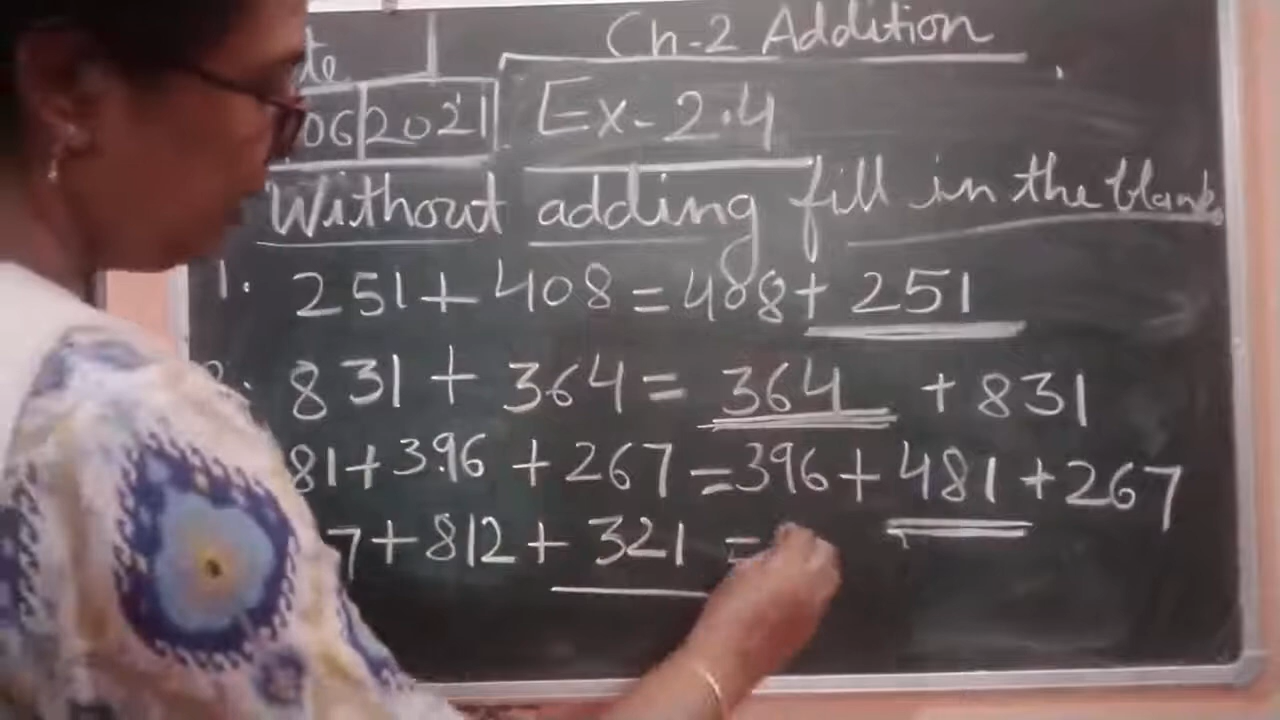 Ch-2 Addition
te
06 2021 Ex-2.4
Without adding fill in the blank
1. 251+408=408+ 251
831 + 364 = 364 + 831
81+396 +267=396+ 481 +267
7+812+ 321 =